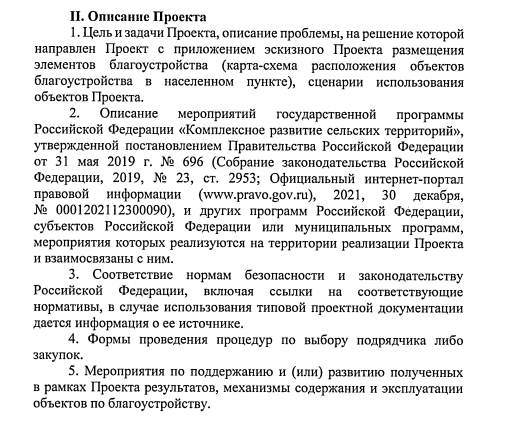 II. Описание Проекта
1. Цель и задачи Проекта, описание проблемы, на решение которой
направлен Проект с приложением эскизного Проекта размещения
элементов благоустройства (карта-схема расположения объектов
благоустройства в населенном пункте), сценарии использования
объектов Проекта.
2. Описание мероприятий государственной программы
Российской Федерации «Комплексное развитие сельских территорий»,
утвержденной постановлением Правительства Российской Федерации
от 31 мая 2019 г. № 696 (Собрание законодательства Российской
Федерации, 2019, № 23, ст. 2953; Официальный интернет-портал
правовой информации (www.pravo.gov.ru), 2021, 30 декабря,
№ 0001202112300090), и других программ Российской Федерации,
субъектов Российской Федерации или муниципальных программ,
мероприятия которых реализуются на территории реализации Проекта
и взаимосвязаны с ним.
3. Соответствие нормам безопасности и законодательству
Российской Федерации, включая ссылки на соответствующие
нормативы, в случае использования типовой проектной документации
дается информация о ее источнике.
4. Формы проведения процедур по выбору подрядчика либо
закупок.
5. Мероприятия по поддержанию и (или) развитию полученных
в рамках Проекта результатов, механизмы содержания и эксплуатации
объектов по благоустройству.